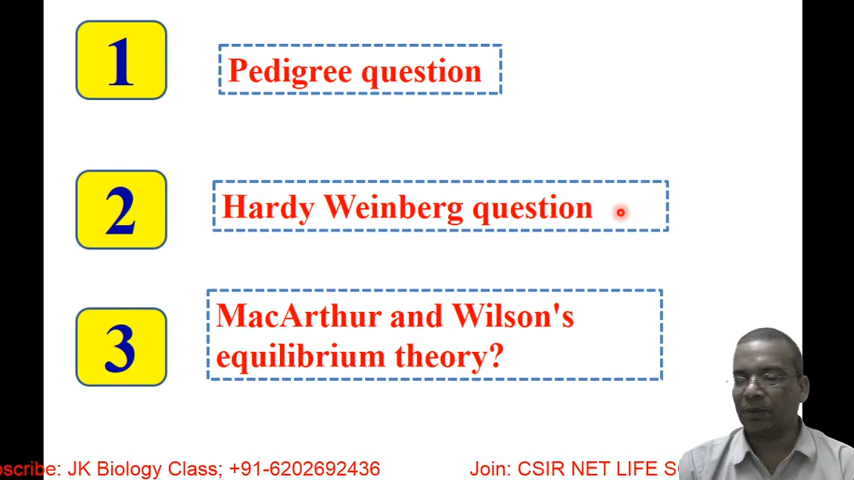 1
Pedigree question
2
Hardy Weinberg question
3
MacArthur and Wilson's
equilibrium theory?
scribe: JK Biology Class; +91-6202692436
Join: CSIR NET LIFE